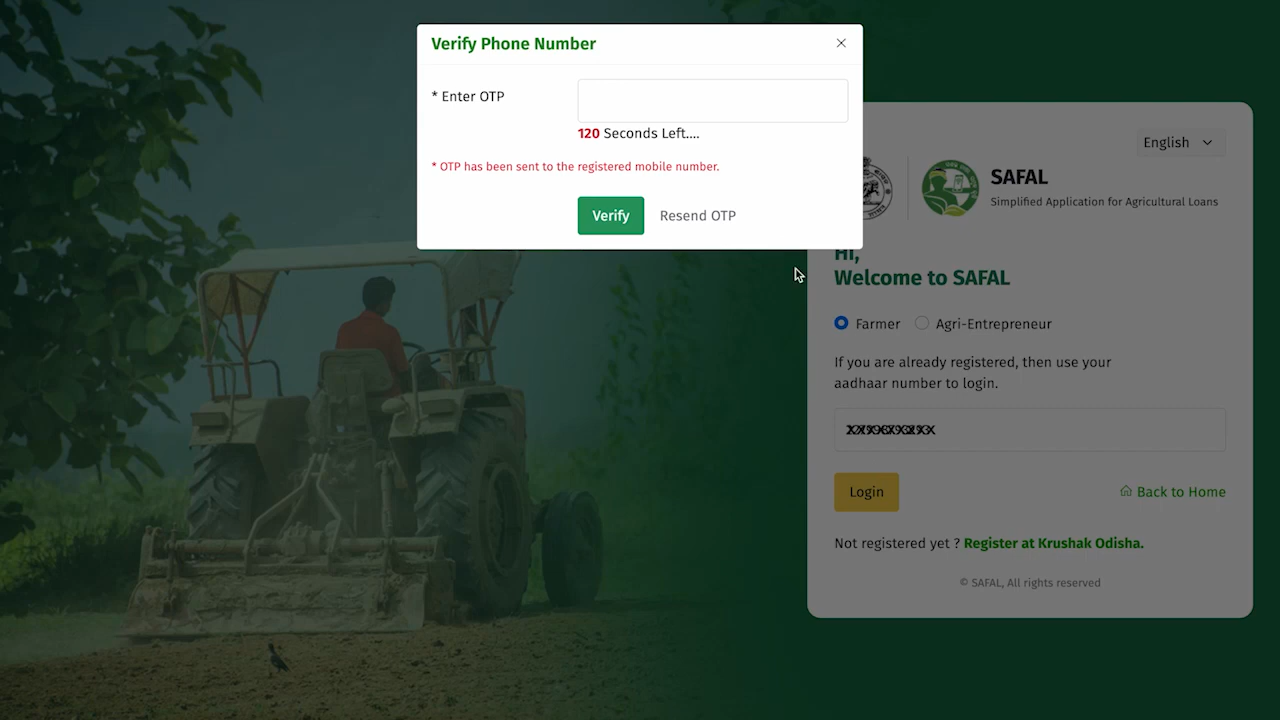 Verify Phone Number
* Enter OTP
120 Seconds Left....
* OTP has been sent to the registered mobile number.
Verify
Resend OTP
English
SAFAL
Simplified Application for Agricultural Loans
Hi,
Welcome to SAFAL
Farmer
Agri-Entrepreneur
If you are already registered, then use your
aadhaar number to login.
Login
Back to Home
Not registered yet ? Register at Krushak Odisha.
© SAFAL, All rights reserved